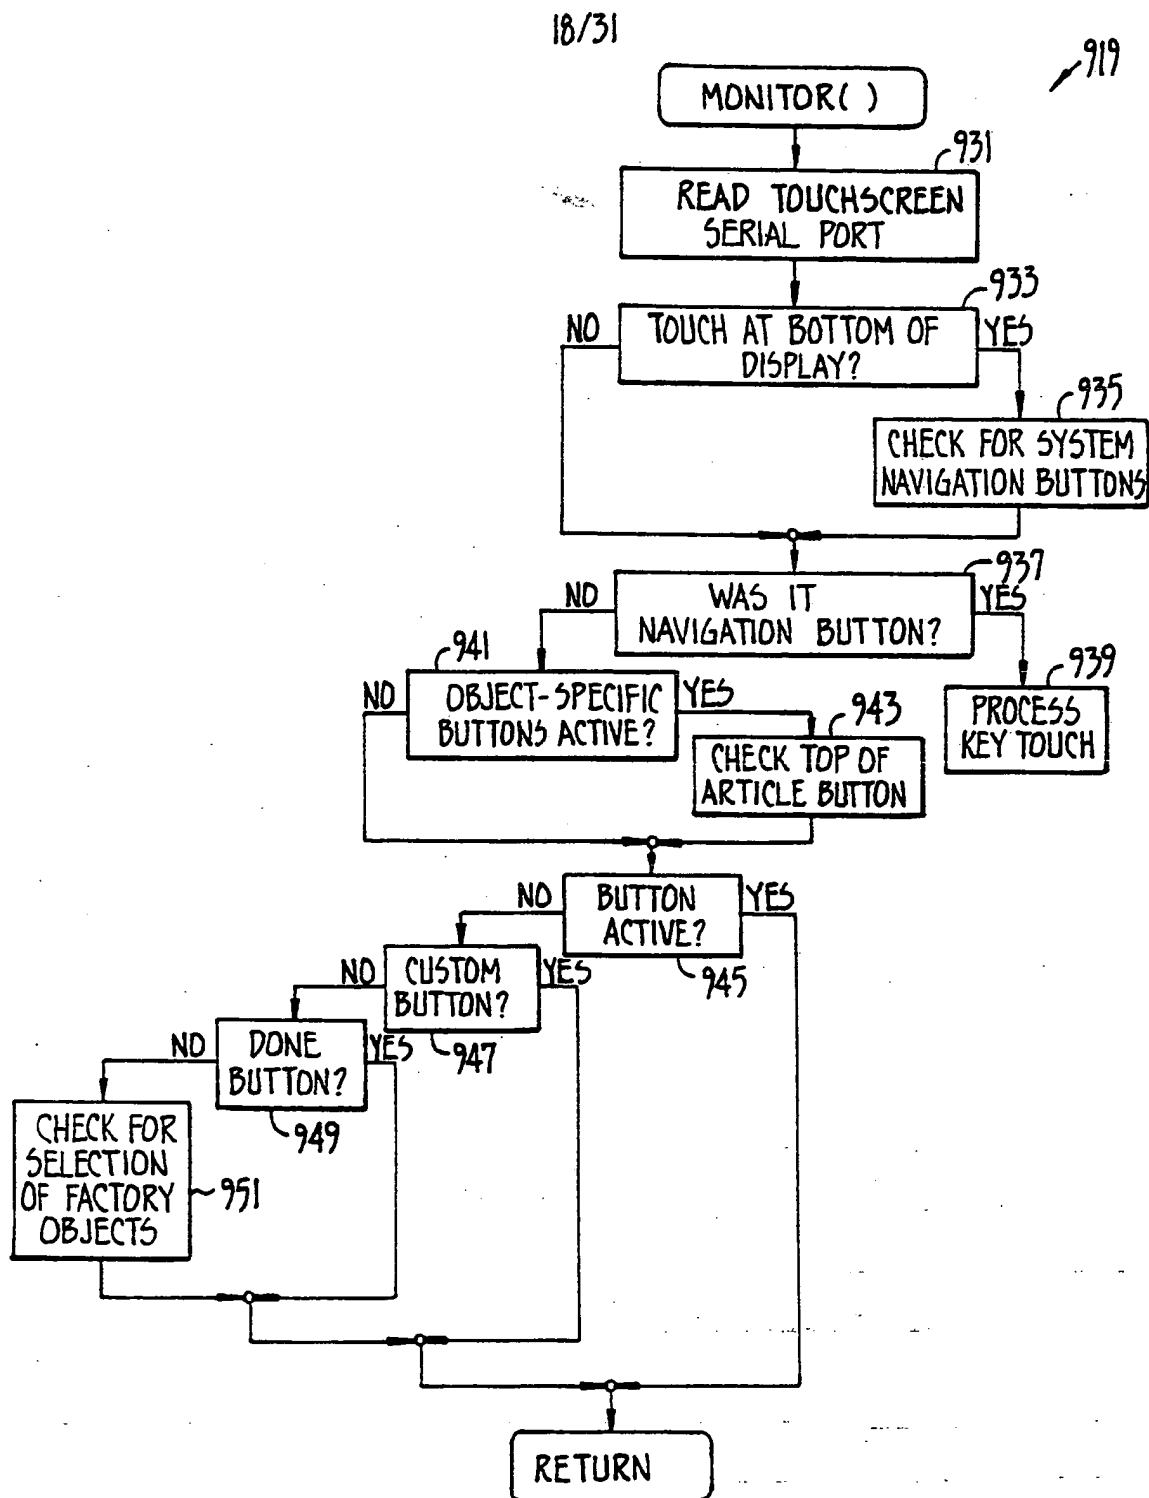 18/31
919
MONITOR( )
931
READ TOUCHSCREEN
SERIAL PORT
933
NO
TOUCH AT BOTTOM OF
DISPLAY?
YES
935
CHECK FOR SYSTEM
NAVIGATION BUTTONS
937
NO
WAS IT
NAVIGATION BUTTON?
YES
941
939
NO
OBJECT-SPECIFIC
BUTTONS ACTIVE?
YES
PROCESS
KEY TOUCH
943
CHECK TOP OF
ARTICLE BUTTON
NO
BUTTON
ACTIVE?
YES
945
NO
CUSTOM
BUTTON?
YES
947
NO
DONE
BUTTON?
YES
949
CHECK FOR
SELECTION
OF FACTORY
OBJECTS
951
RETURN